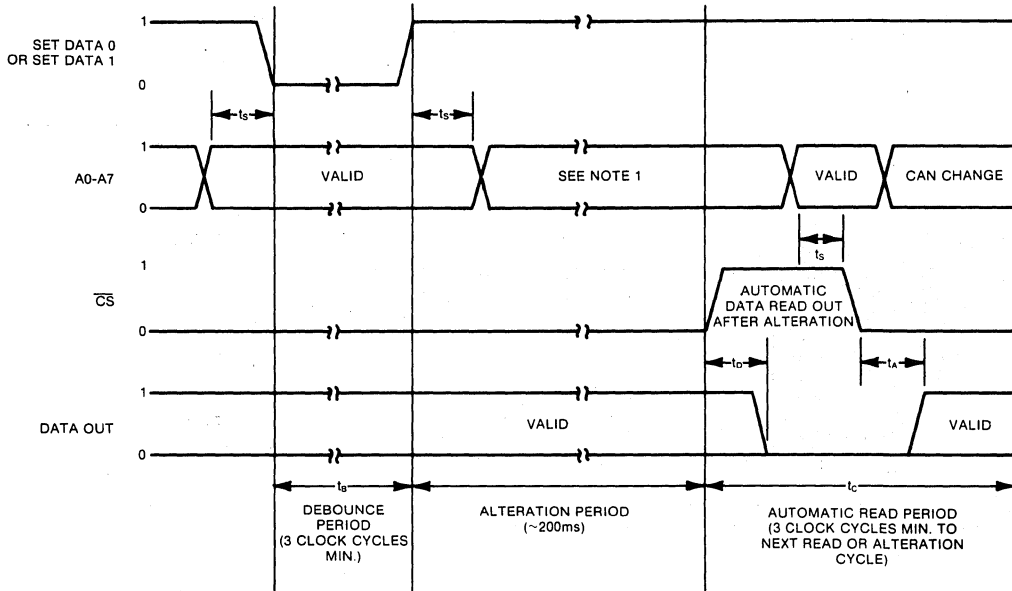 SET DATA 0
OR SET DATA 1
1
0
tS
tS
A0-A7
1
0
VALID
SEE NOTE 1
VALID
CAN CHANGE
tS
CS
1
0
AUTOMATIC
DATA READ OUT
AFTER ALTERATION
tD
tA
DATA OUT
1
0
VALID
VALID
tB
tC
DEBOUNCE
PERIOD
(3 CLOCK CYCLES
MIN.)
ALTERATION PERIOD
(~200ms)
AUTOMATIC READ PERIOD
(3 CLOCK CYCLES MIN. TO
NEXT READ OR ALTERATION
CYCLE)